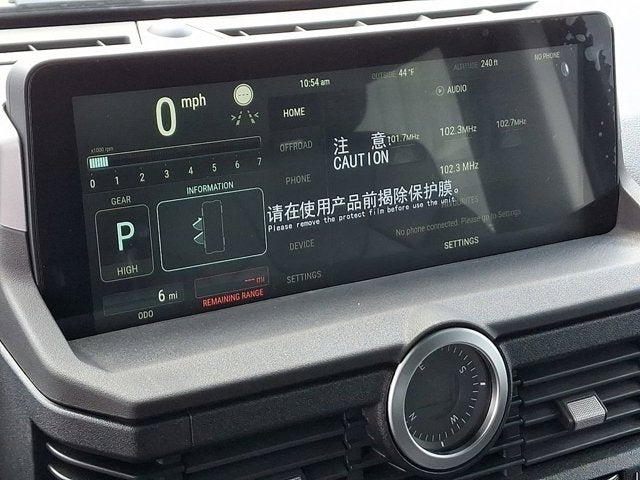 10:54 am
OUTSIDE 44 °F
ALTITUDE 240 ft
NO PHONE
0 mph
x1000 rpm
0 1 2 3 4 5 6 7
GEAR
P
HIGH
INFORMATION
6 mi
ODO
--- mi
REMAINING RANGE
HOME
OFFROAD
PHONE
DEVICE
SETTINGS
AUDIO
101.7MHz
102.3MHz
102.7MHz
102.3 MHz
注 意
CAUTION
请在使用产品前揭除保护膜。
Please remove the protect film before use the unit.
No phone connected. Please go to Settings
SETTINGS
N
E
S
W